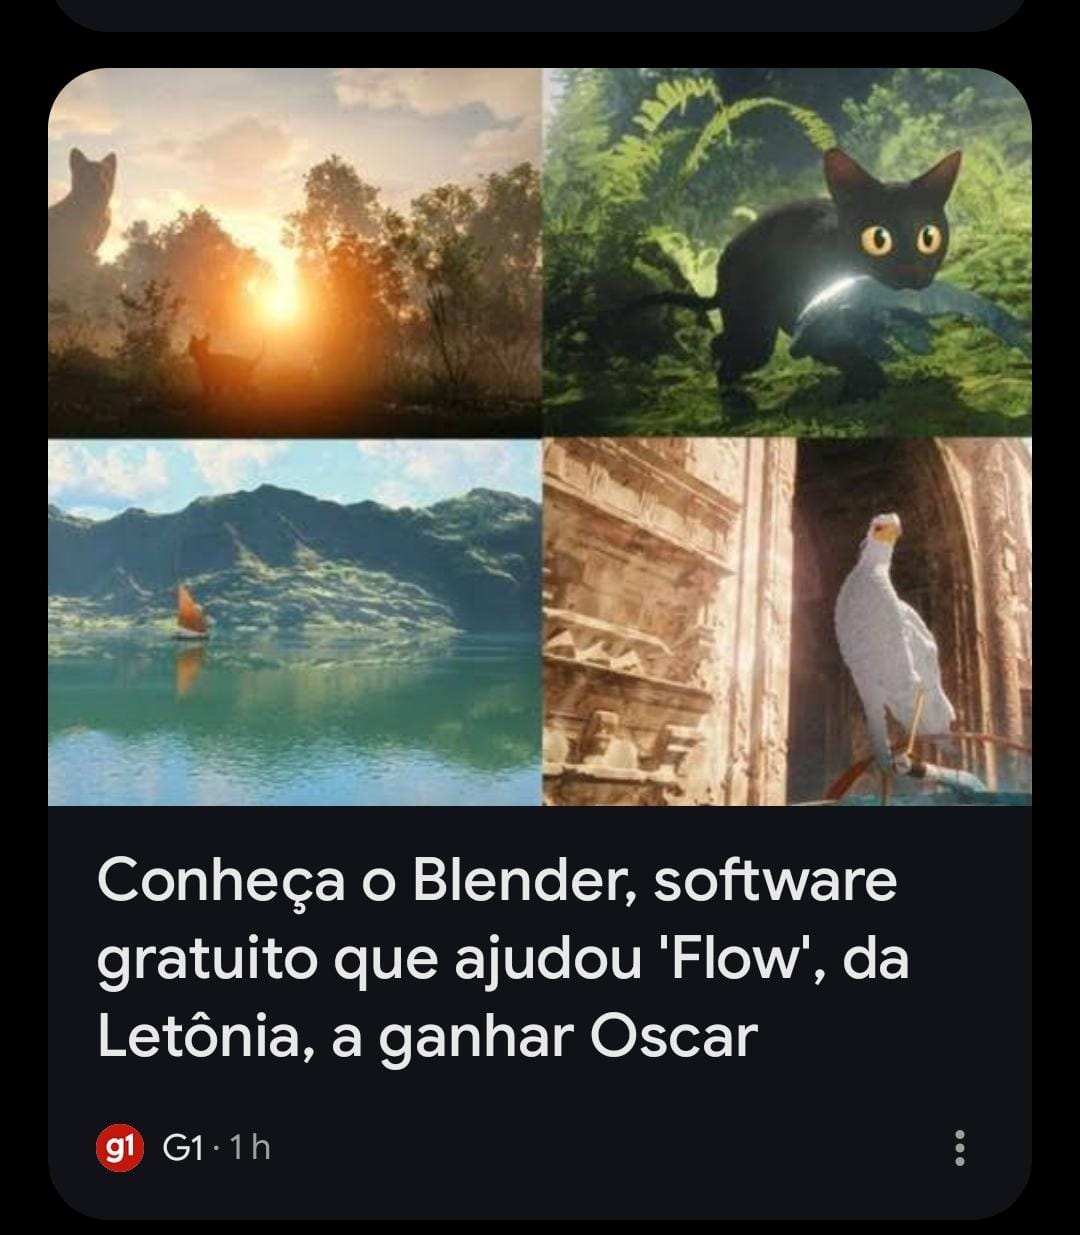 Conheça o Blender, software
gratuito que ajudou 'Flow', da
Letônia, a ganhar Oscar
g1 G1 · 1 h